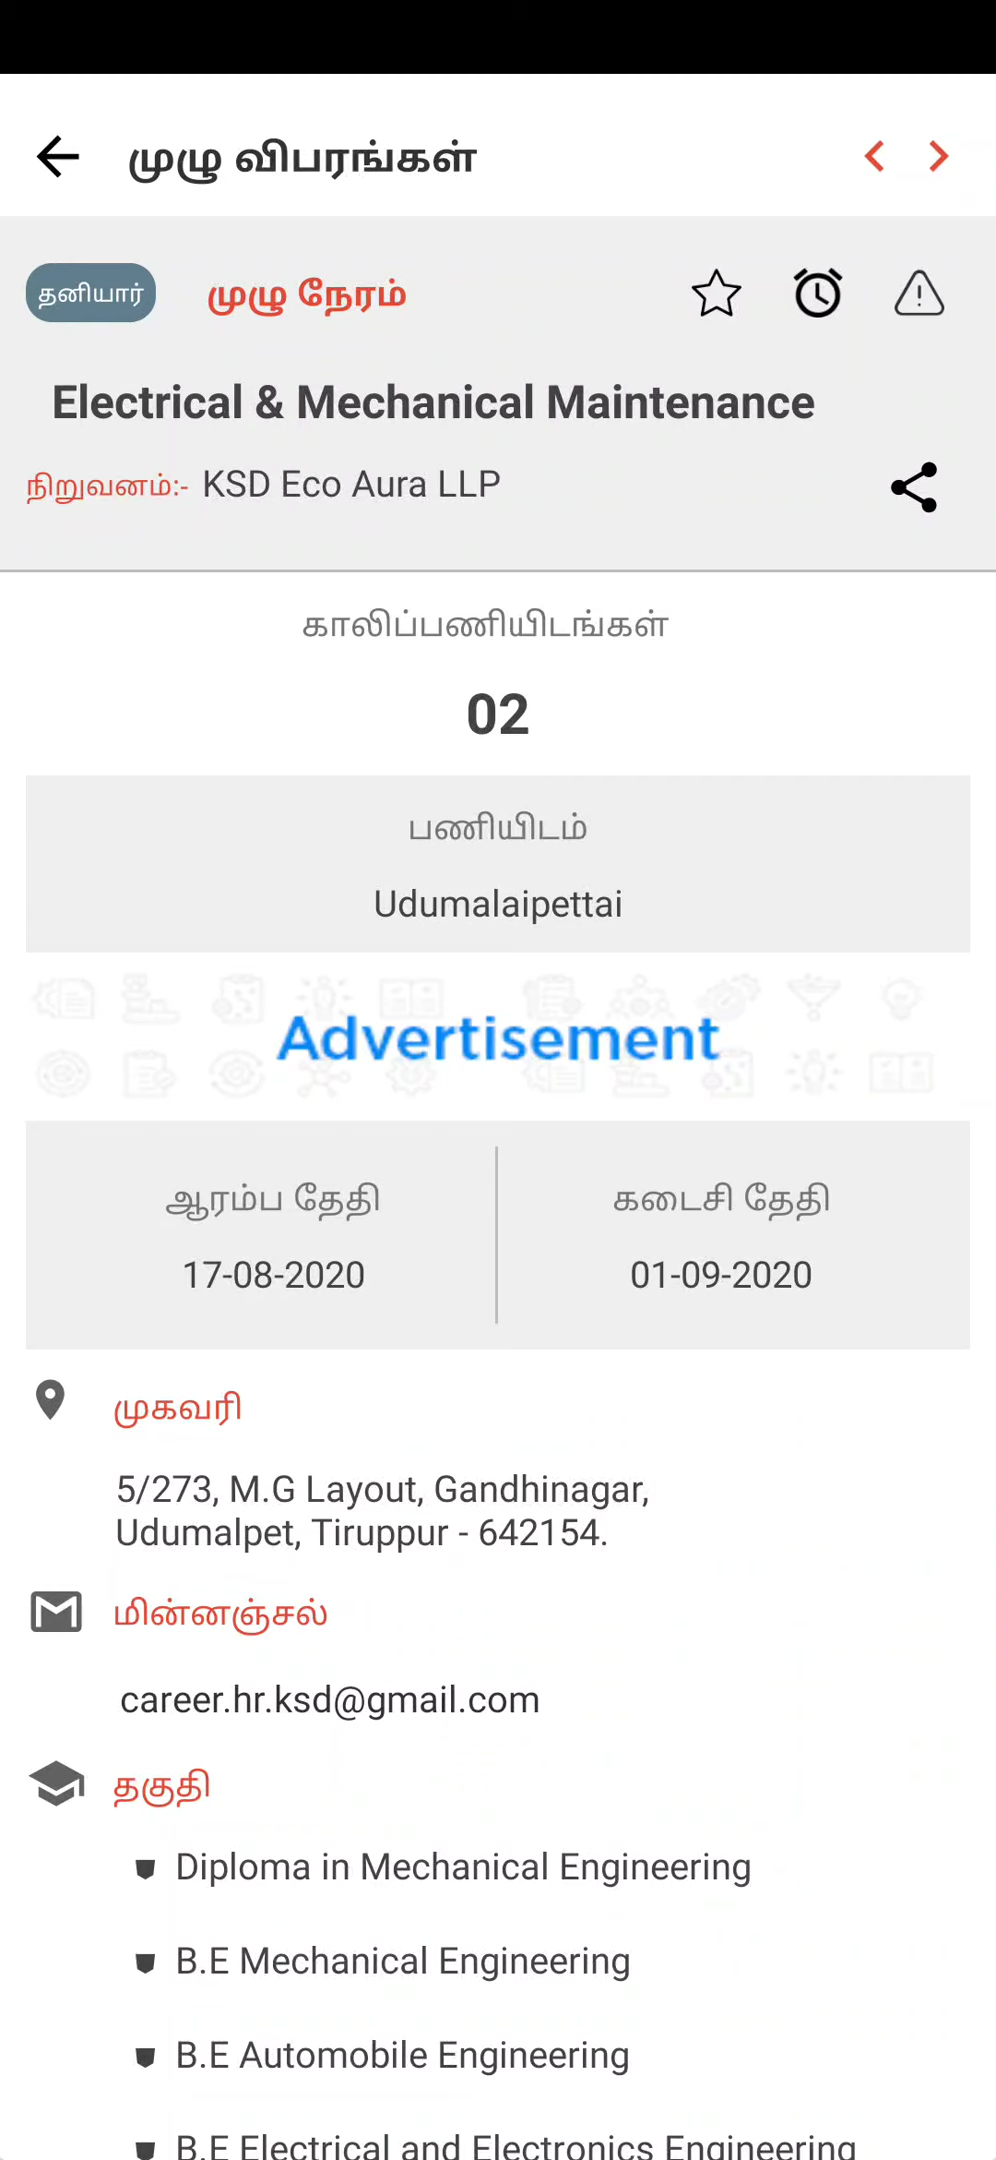 முழு விபரங்கள்
தனியார் முழு நேரம்
Electrical & Mechanical Maintenance
நிறுவனம்:- KSD Eco Aura LLP
காலிப்பணியிடங்கள்
02
பணியிடம்
Udumalaipettai
Advertisement
ஆரம்ப தேதி கடைசி தேதி
17-08-2020 01-09-2020
முகவரி
5/273, M.G Layout, Gandhinagar,
Udumalpet, Tiruppur - 642154.
மின்னஞ்சல்
career.hr.ksd@gmail.com
தகுதி
Diploma in Mechanical Engineering
B.E Mechanical Engineering
B.E Automobile Engineering
B.E Electrical and Electronics Engineering